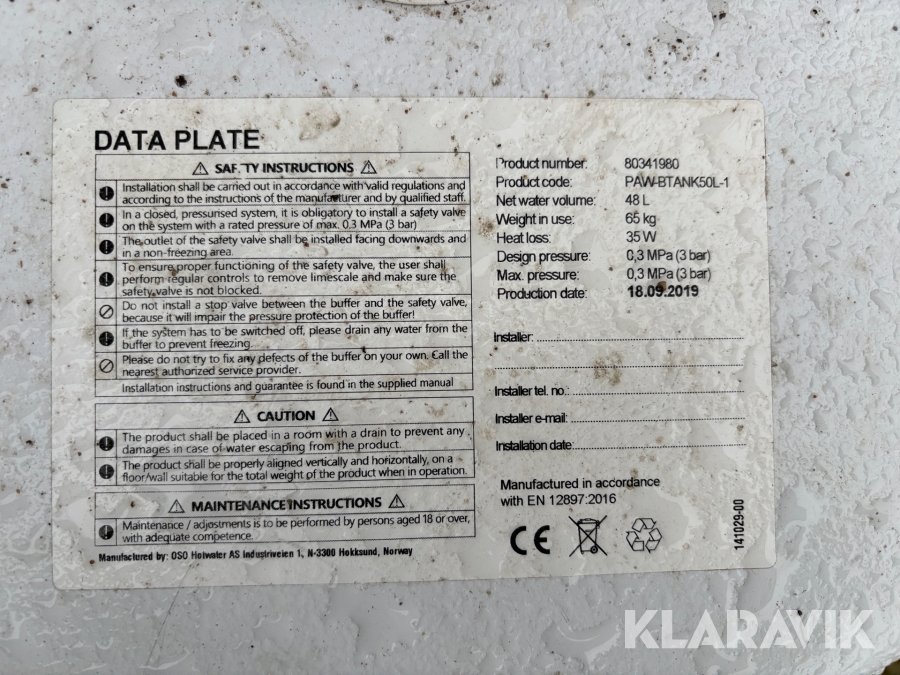 DATA PLATE
SAFETY INSTRUCTIONS
Installation shall be carried out in accordance with valid regulations and
according to the instructions of the manufacturer and by qualified staff.
In a closed, pressurised system, it is obligatory to install a safety valve
on the system with a rated pressure of max. 0.3 MPa (3 bar)
The outlet of the safety valve shall be installed facing downwards and
in a non-freezing area.
To ensure proper functioning of the safety valve, the user shall
perform regular controls to remove limescale and make sure the
safety valve is not blocked.
Do not install a stop valve between the buffer and the safety valve,
because it will impair the pressure protection of the buffer!
If the system has to be switched off, please drain any water from the
buffer to prevent freezing.
Please do not try to fix any defects of the buffer on your own. Call the
nearest authorized service provider.
Installation instructions and guarantee is found in the supplied manual
CAUTION
The product shall be placed in a room with a drain to prevent any
damages in case of water escaping from the product.
The product shall be properly aligned vertically and horizontally, on a
floor/wall suitable for the total weight of the product when in operation.
MAINTENANCE INSTRUCTIONS
Maintenance / adjustments is to be performed by persons aged 18 or over,
with adequate competence.
Manufactured by: OSO Hotwater AS Industriveien 1, N-3300 Hokksund, Norway
Product number: 80341980
Product code: PAW-BTANK50L-1
Net water volume: 48 L
Weight in use: 65 kg
Heat loss: 35 W
Design pressure: 0,3 MPa (3 bar)
Max. pressure: 0,3 MPa (3 bar)
Production date: 18.09.2019
Installer:
Installer tel. no.:
Installer e-mail:
Installation date:
Manufactured in accordance
with EN 12897:2016
CE
141029-00
KLARAVIK